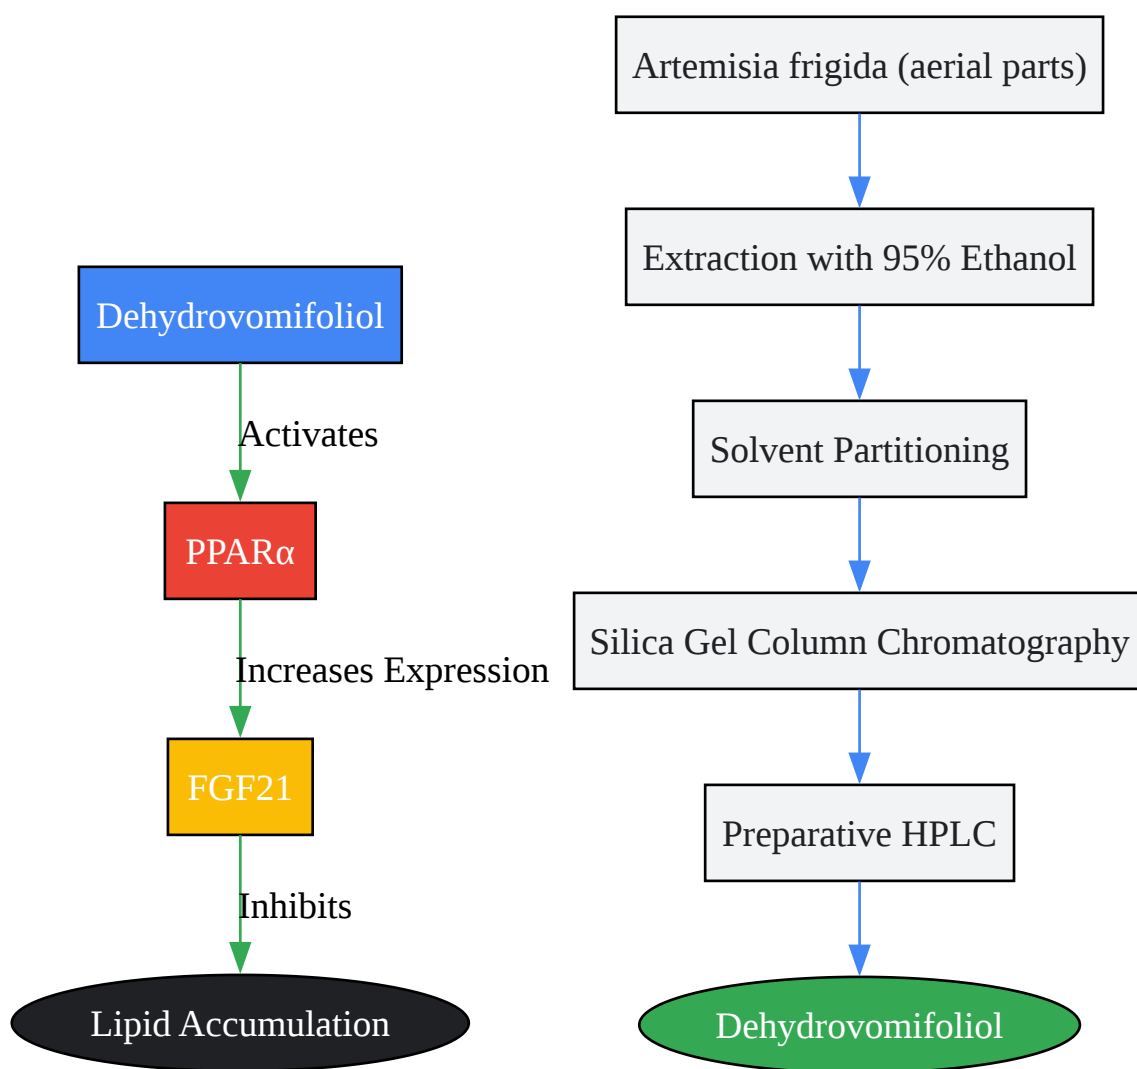 Dehydrovomifoliol
Activates
PPARα
Increases Expression
FGF21
Inhibits
Lipid Accumulation
Artemisia frigida (aerial parts)
Extraction with 95% Ethanol
Solvent Partitioning
Silica Gel Column Chromatography
Preparative HPLC
Dehydrovomifoliol